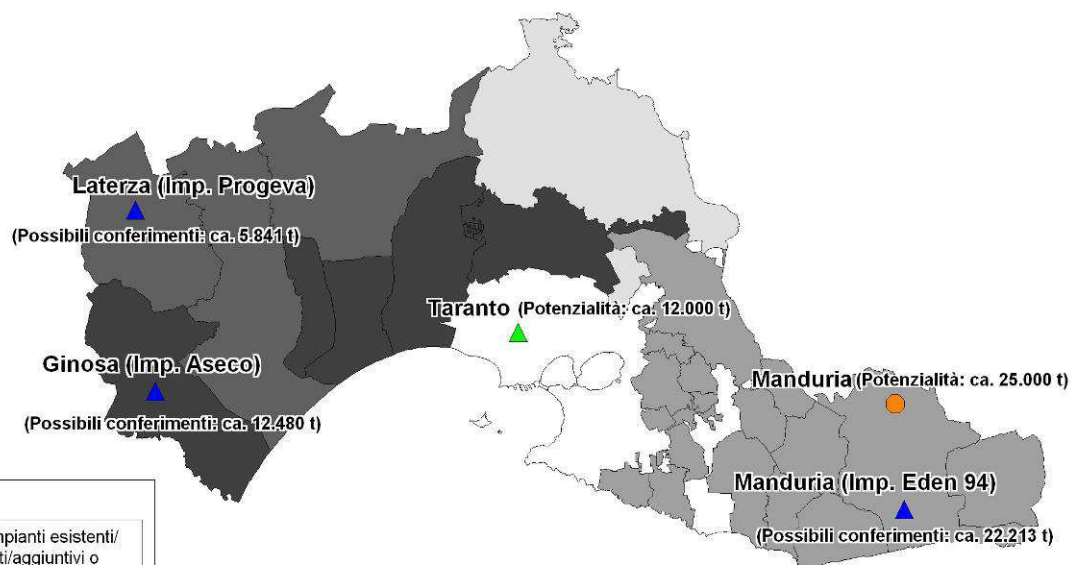 Laterza (Imp. Progeva)
(Possibili conferimenti: ca. 5.841 t)
Taranto (Potenzialità: ca. 12.000 t)
Ginosa (Imp. Aseco)
(Possibili conferimenti: ca. 12.480 t)
Manduria (Potenzialità: ca. 25.000 t)
Manduria (Imp. Eden 94)
(Possibili conferimenti: ca. 22.213 t)
mpianti esistenti/
ti/aggiuntivi o